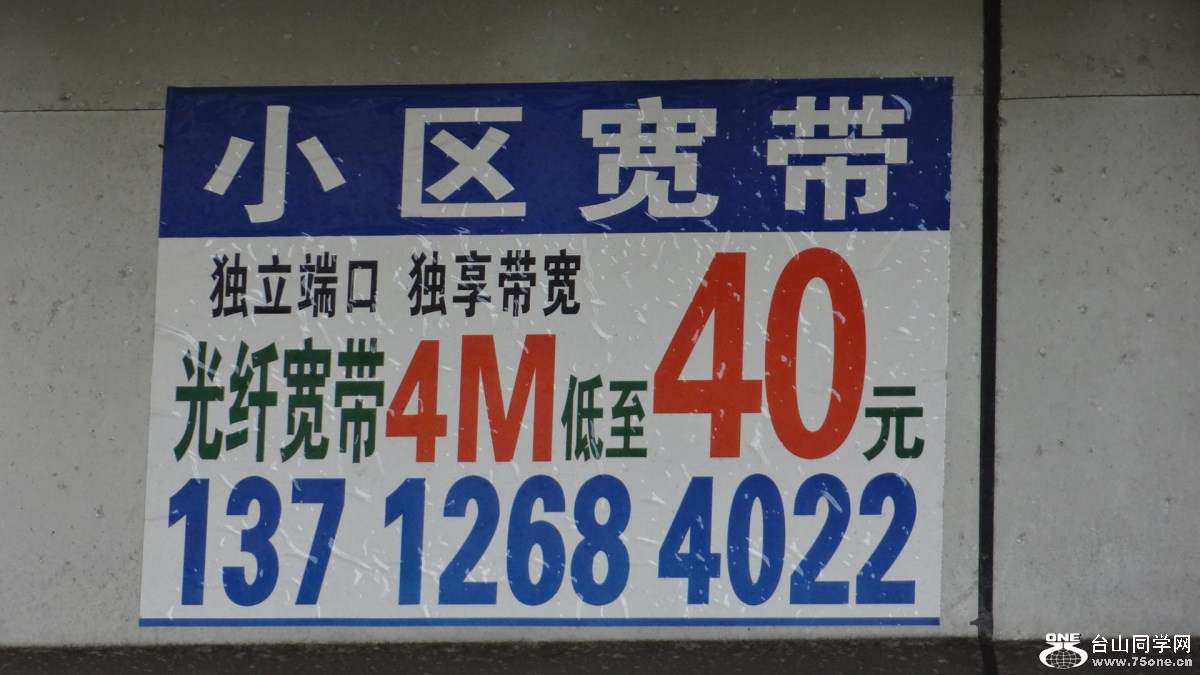 小区宽带
独立端口 独享带宽
光纤宽带4M低至40元
137 1268 4022
ONE 台山同学网
www.75one.cn